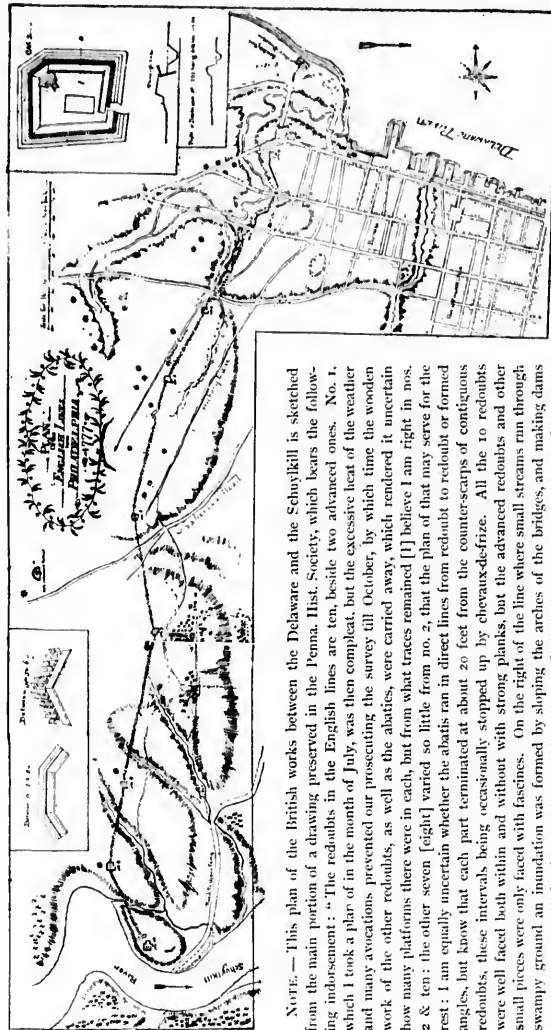 PLAN
OF
ENGLISH LINES
PHILADELPHIA
1777
DELAWARE RIVER
Schuylkill
River
NOTE.—This plan of the British works between the Delaware and the Schuylkill is sketched
from the main portion of a drawing preserved in the Penna. Hist. Society, which bears the follow-
ing indorsement: "The redoubts in the English lines are ten, beside two advanced ones. No. 1,
which I took a plan of in the month of July, was then compleat, but the excessive heat of the weather
and many avocations prevented our prosecuting the survey till October, by which time the wooden
work of the other redoubts, as well as the abaties, were carried away, which rendered it uncertain
how many platforms there were in each, but from what traces remained [I] believe I am right in nos.
& ten: the other seven [eight] varied so little from no. 2, that the plan of that may serve for the
rest: I am equally uncertain whether the abatis ran in direct lines from redoubt to redoubt or formed
angles, but know that each part terminated at about 20 feet from the counter-scarps of contiguous
redoubts, these intervals being occasionally stopped up by chevaux-de-frize. All the 10 redoubts
were well faced both within and without with strong planks, but the advanced redoubts and other
small pieces were only faced with fascines. On the right of the line where small streams run through
swampy ground an inundation was formed by sloping the arches of the bridges, and making dams